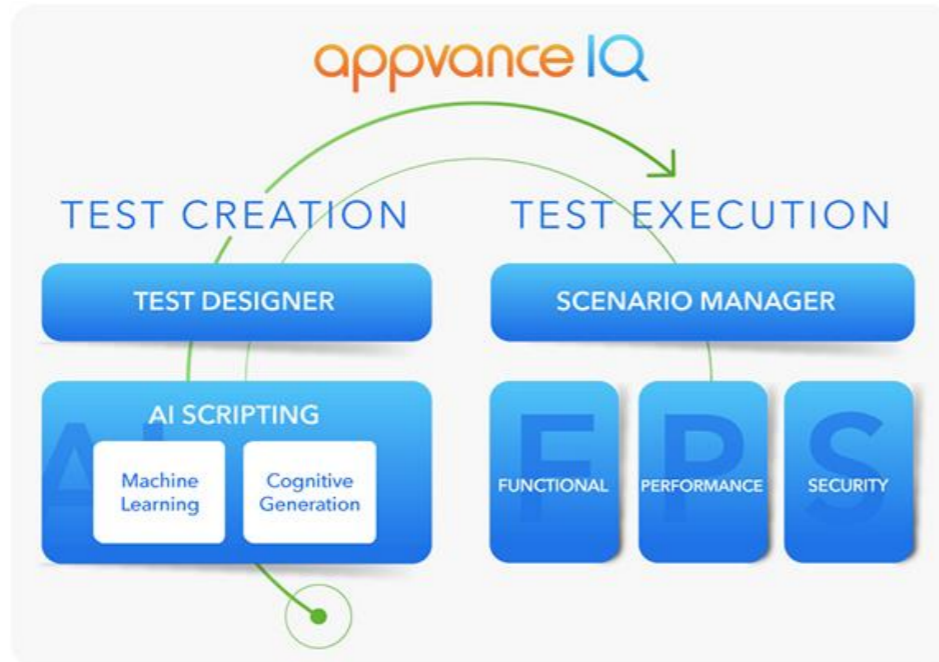 appvance IQ
TEST CREATION
TEST EXECUTION
TEST DESIGNER
SCENARIO MANAGER
AI
AI SCRIPTING
Machine
Learning
Cognitive
Generation
F
FUNCTIONAL
P
PERFORMANCE
S
SECURITY